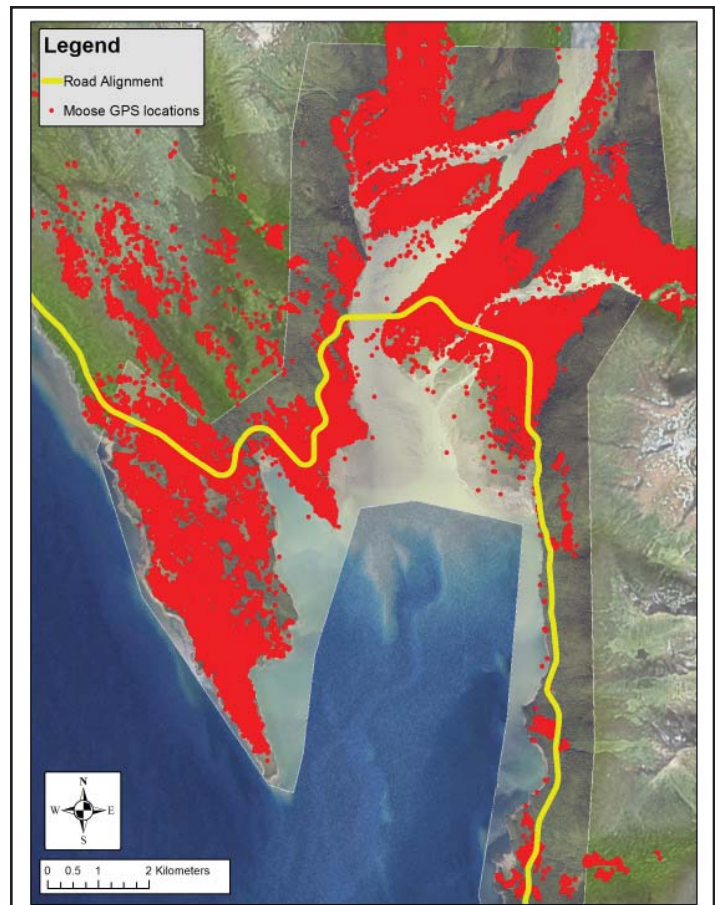 Legend
Road Alignment
Moose GPS locations
N
W E
S
0 0.5 1 2 Kilometers